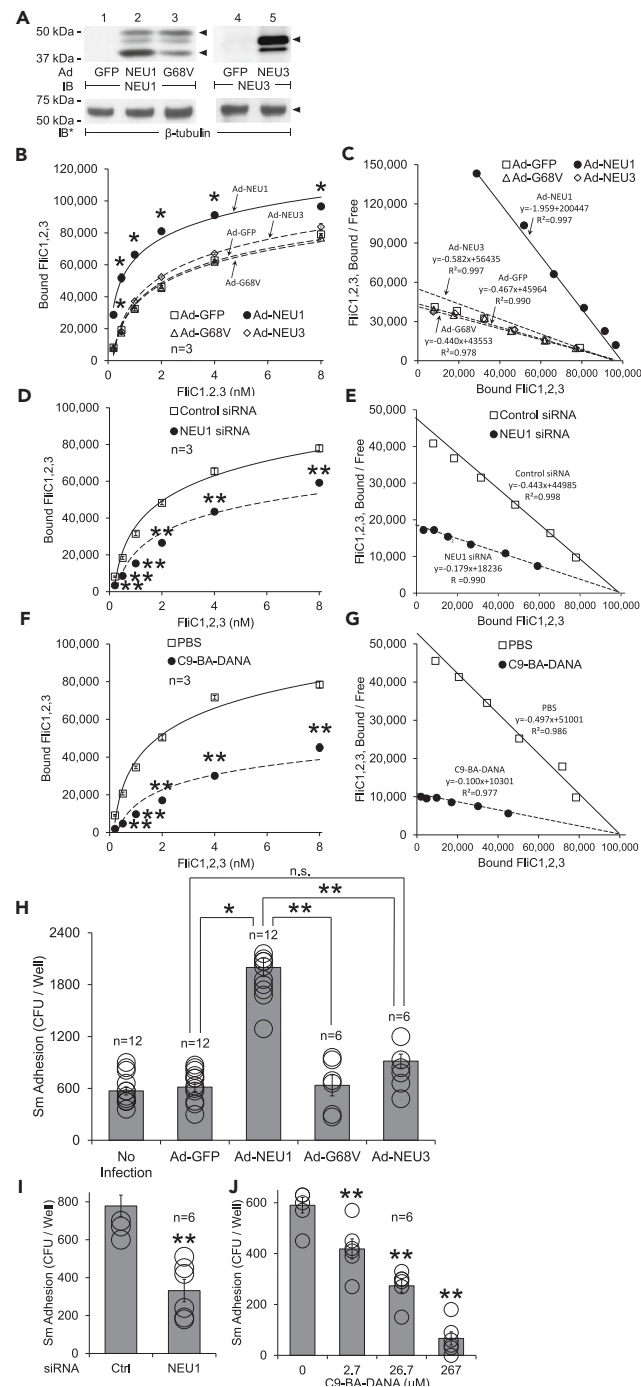 A
1 2 3 4 5
50 kDa
37 kDa
Ad GFP NEU1 G68V GFP NEU3
IB NEU1 NEU3
75 kDa
50 kDa
IB* β-tubulin
B
Bound FliC1,2,3
120,000
100,000
80,000
60,000
40,000
20,000
0
0 2 4 6 8
FliC1,2,3 (nM)
Ad-NEU1
Ad-NEU3
Ad-GFP
Ad-G68V
* * * * * * *
Ad-GFP Ad-NEU1
Ad-G68V Ad-NEU3
n=3
C
FliC1,2,3, Bound / Free
150,000
120,000
90,000
60,000
30,000
0
0 20,000 40,000 60,000 80,000 100,000
Bound FliC1,2,3
Ad-GFP Ad-NEU1
Ad-G68V Ad-NEU3
Ad-NEU1
y=-1.959+200447
R²=0.997
Ad-NEU3
y=-0.582x+56435
R²=0.997
Ad-GFP
y=-0.467x+45964
R²=0.990
Ad-G68V
y=-0.440x+43553
R²=0.978
D
Bound FliC1,2,3
100,000
80,000
60,000
40,000
20,000
0
0 2 4 6 8
FliC1,2,3 (nM)
Control siRNA
NEU1 siRNA
n=3
** ** ** ** ** **
E
FliC1,2,3, Bound / Free
50,000
40,000
30,000
20,000
10,000
0
0 20,000 40,000 60,000 80,000 100,000
Bound FliC1,2,3
Control siRNA
NEU1 siRNA
Control siRNA
y=-0.443x+44985
R²=0.998
NEU1 siRNA
y=-0.179x+18236
R =0.990
F
Bound FliC1,2,3
100,000
80,000
60,000
40,000
20,000
0
0 2 4 6 8
FliC1,2,3 (nM)
PBS
C9-BA-DANA
n=3
** ** ** ** ** **
G
FliC1,2,3, Bound / Free
50,000
40,000
30,000
20,000
10,000
0
0 20,000 40,000 60,000 80,000 100,000
Bound FliC1,2,3
PBS
C9-BA-DANA
PBS
y=-0.497x+51001
R²=0.986
C9-BA-DANA
y=-0.100x+10301
R²=0.977
H
Sm Adhesion (CFU / Well)
2400
1800
1200
600
0
n.s.
* ** **
n=12 n=12 n=12 n=6 n=6
No Infection Ad-GFP Ad-NEU1 Ad-G68V Ad-NEU3
I
Sm Adhesion (CFU / Well)
800
600
400
200
0
n=6
**
siRNA Ctrl NEU1
J
Sm Adhesion (CFU / Well)
600
400
200
0
n=6
** ** **
0 2.7 26.7 267
C9-BA-DANA (uM)